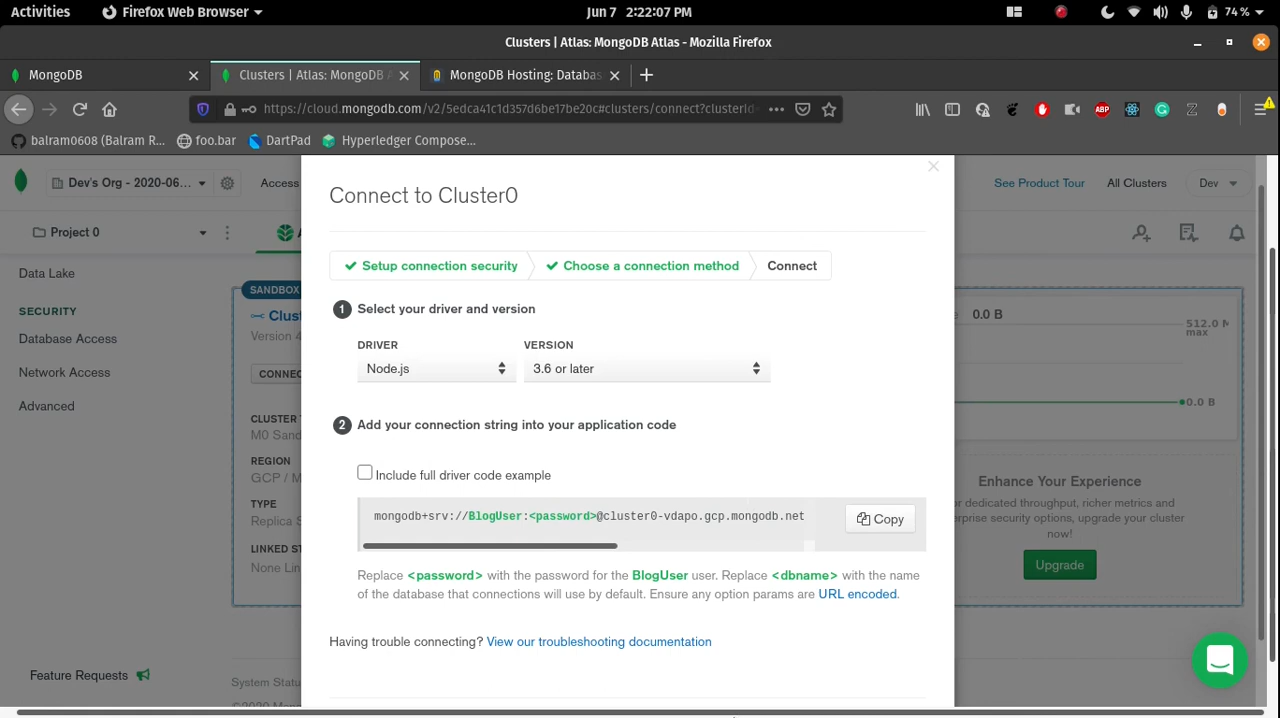 Activities Firefox Web Browser Jun 7 2:22:07 PM 74 %
Clusters | Atlas: MongoDB Atlas - Mozilla Firefox
MongoDB Clusters | Atlas: MongoDB A MongoDB Hosting: Databas
https://cloud.mongodb.com/v2/5edca41c1d357d6be17be20c#clusters/connect?clusterId
balram0608 (Balram R... foo.bar DartPad Hyperledger Compose...
Dev's Org - 2020-06... Access See Product Tour All Clusters Dev
Connect to Cluster0
Project 0
Setup connection security Choose a connection method Connect
Data Lake
SANDBOX
SECURITY
1 Select your driver and version
Clus 0.0 B
512.0 M
max
Database Access
Version 4
DRIVER VERSION
Node.js 3.6 or later
Network Access
CONNEC
Advanced
0.0 B
CLUSTER T
M0 Sand
2 Add your connection string into your application code
REGION
GCP / M
Include full driver code example
Enhance Your Experience
or dedicated throughput, richer metrics and
erprise security options, upgrade your cluster
now!
TYPE
Replica S
mongodb+srv://BlogUser:<password>@cluster0-vdapo.gcp.mongodb.net
Copy
LINKED S
None Lin
Upgrade
Replace <password> with the password for the BlogUser user. Replace <dbname> with the name
of the database that connections will use by default. Ensure any option params are URL encoded.
Having trouble connecting? View our troubleshooting documentation
Feature Requests
System Statu